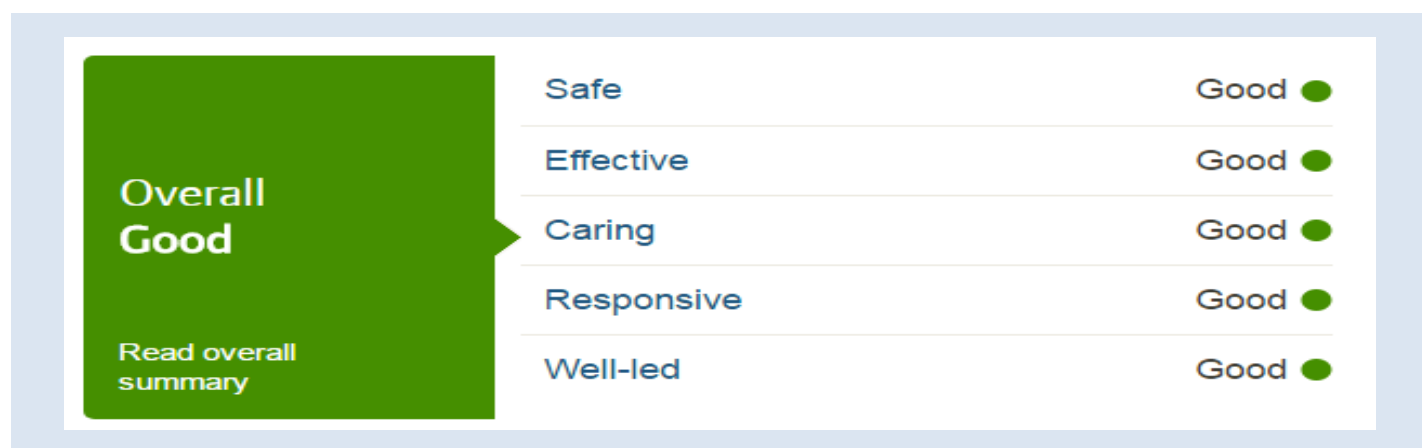 Overall
Good
Read overall
summary
Safe Good
Effective Good
Caring Good
Responsive Good
Well-led Good